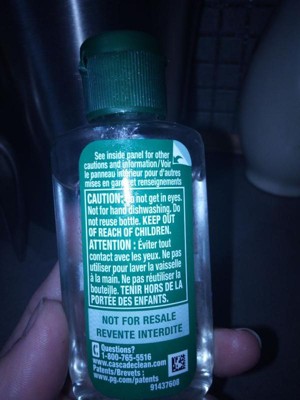 See inside panel for other
cautions and information/Voir
le panneau intérieur pour d'autres
mises en garde et renseignements
CAUTION: Do not get in eyes.
Not for hand dishwashing. Do
not reuse bottle. KEEP OUT
OF REACH OF CHILDREN.
ATTENTION : Éviter tout
contact avec les yeux. Ne pas
utiliser pour laver la vaisselle
à la main. Ne pas réutiliser la
bouteille. TENIR HORS DE LA
PORTÉE DES ENFANTS.
NOT FOR RESALE
REVENTE INTERDITE
Questions?
1-800-765-5516
www.cascadeclean.com
Patents/Brevets :
www.pg.com/patents
91437608